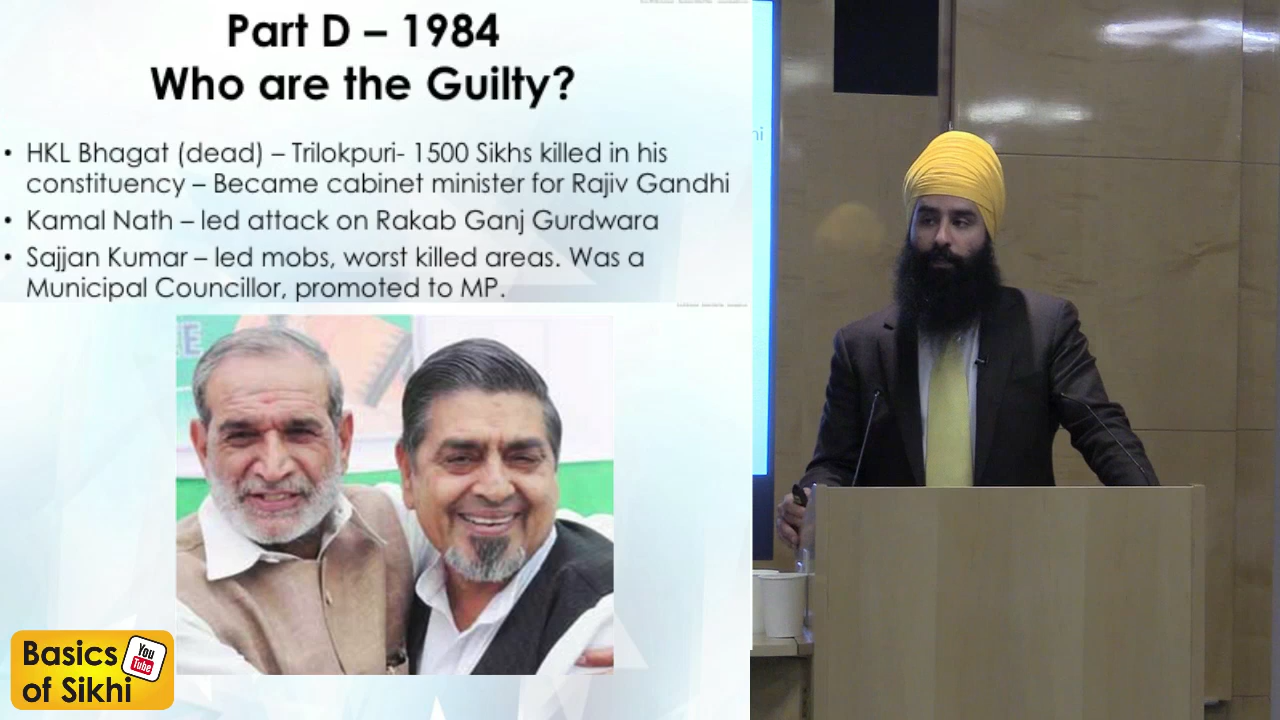 Part D – 1984
Who are the Guilty?
• HKL Bhagat (dead) – Trilokpuri- 1500 Sikhs killed in his
constituency – Became cabinet minister for Rajiv Gandhi
• Kamal Nath – led attack on Rakab Ganj Gurdwara
• Sajjan Kumar – led mobs, worst killed areas. Was a
Municipal Councillor, promoted to MP.
Basics
of Sikhi
You
Tube